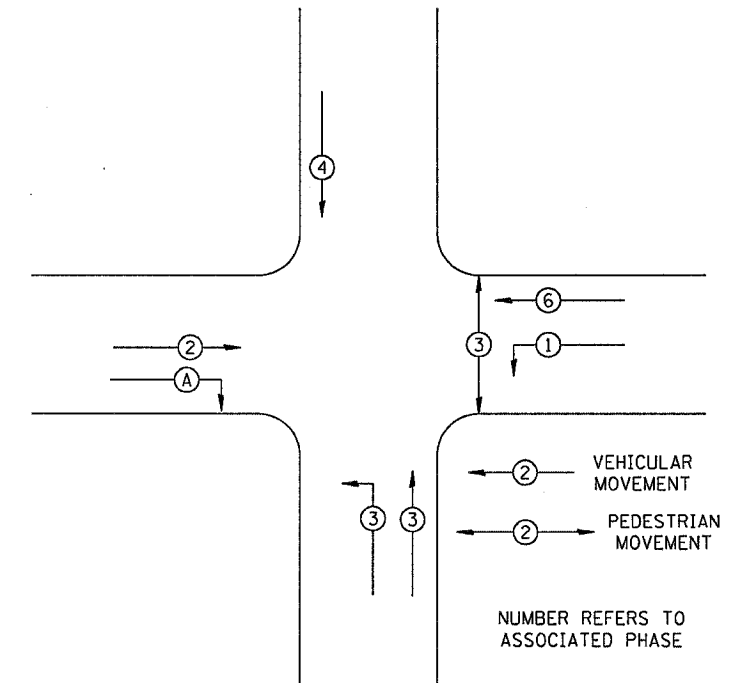 4
6
2
3
1
A
2
VEHICULAR
MOVEMENT
3
3
2
PEDESTRIAN
MOVEMENT
NUMBER REFERS TO
ASSOCIATED PHASE